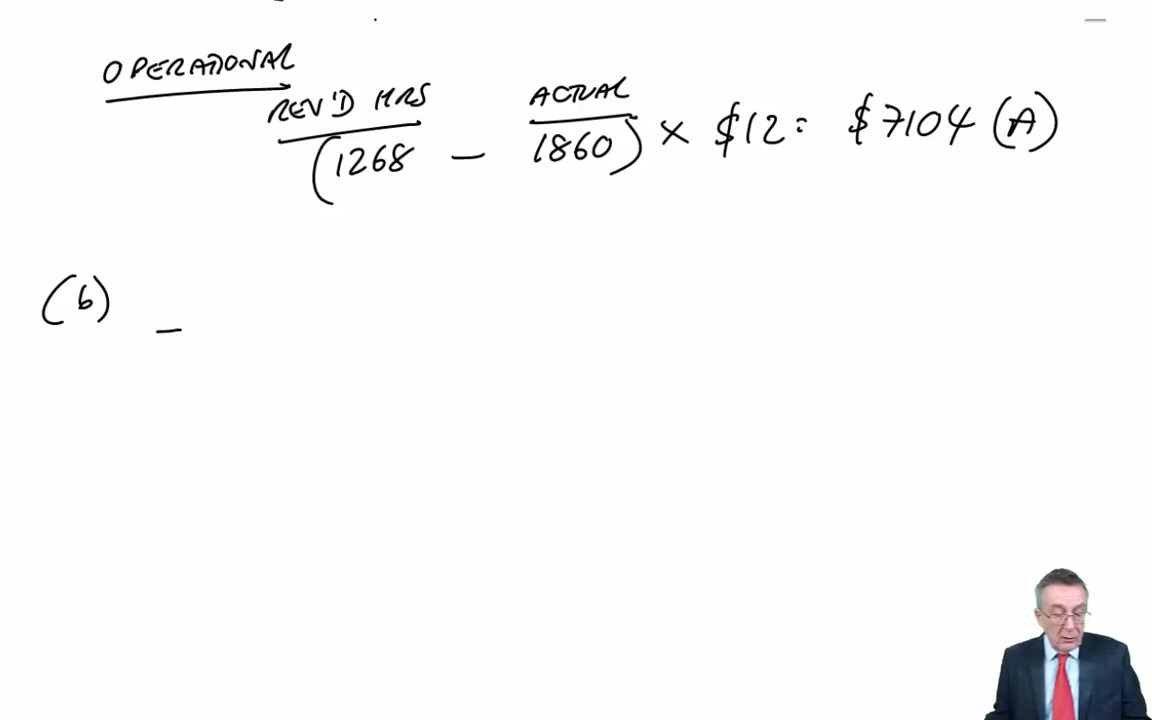 OPERATIONAL
REV'D HRS ACTUAL
(1268 - 1860) × $12 = $7104 (A)
(b) -